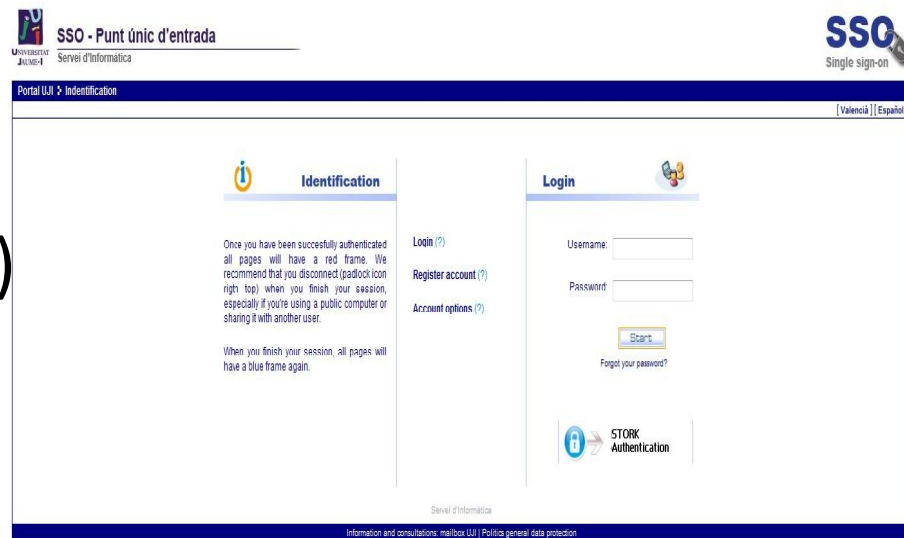 UNIVERSITAT
JAUME•I
SSO - Punt únic d'entrada
Servei d'Informàtica
SSO
Single sign-on
Portal UJI > Indentification
[ Valencià ] [ Español
Identification
Once you have been succesfully authenticated
all pages will have a red frame. We
recommend that you disconnect (padlock icon
rigth top) when you finish your session,
especially if you're using a public computer or
sharing it with another user.
When you finish your session, all pages will
have a blue frame again.
Login (?)
Register account (?)
Account options (?)
Login
Username:
Password:
Start
Forgot your password?
STORK
Authentication
Servei d'Informàtica
Information and consultations: mailbox UJI | Politics general data protection
)